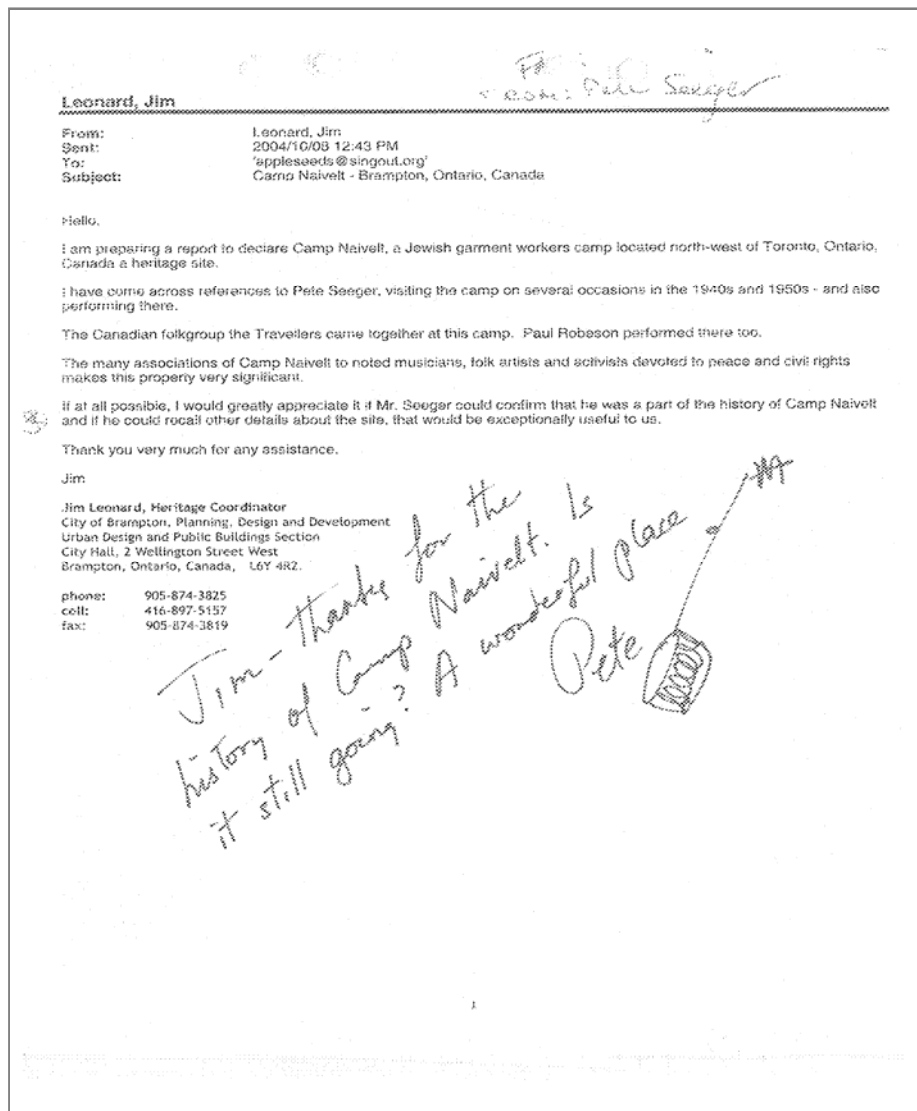 From: Pete Seeger
Leonard, Jim
From: Leonard, Jim
Sent: 2004/10/08 12:43 PM
To: 'appleseeds@singout.org'
Subject: Camp Naivelt - Brampton, Ontario, Canada
Hello,
I am preparing a report to declare Camp Naivelt, a Jewish garment workers camp located north-west of Toronto, Ontario,
Canada a heritage site.
I have come across references to Pete Seeger, visiting the camp on several occasions in the 1940s and 1950s - and also
performing there.
The Canadian folkgroup the Travellers came together at this camp. Paul Robeson performed there too.
The many associations of Camp Naivelt to noted musicians, folk artists and activists devoted to peace and civil rights
makes this property very significant.
If at all possible, I would greatly appreciate it if Mr. Seeger could confirm that he was a part of the history of Camp Naivelt
and if he could recall other details about the site, that would be exceptionally useful to us.
Thank you very much for any assistance.
Jim
Jim Leonard, Heritage Coordinator
City of Brampton, Planning, Design and Development
Urban Design and Public Buildings Section
City Hall, 2 Wellington Street West
Brampton, Ontario, Canada, L6Y 4R2.
phone: 905-874-3825
cell: 416-897-5157
fax: 905-874-3819
Jim - Thanks for the
history of Camp Naivelt. Is
it still going? A wonderful place
Pete
1